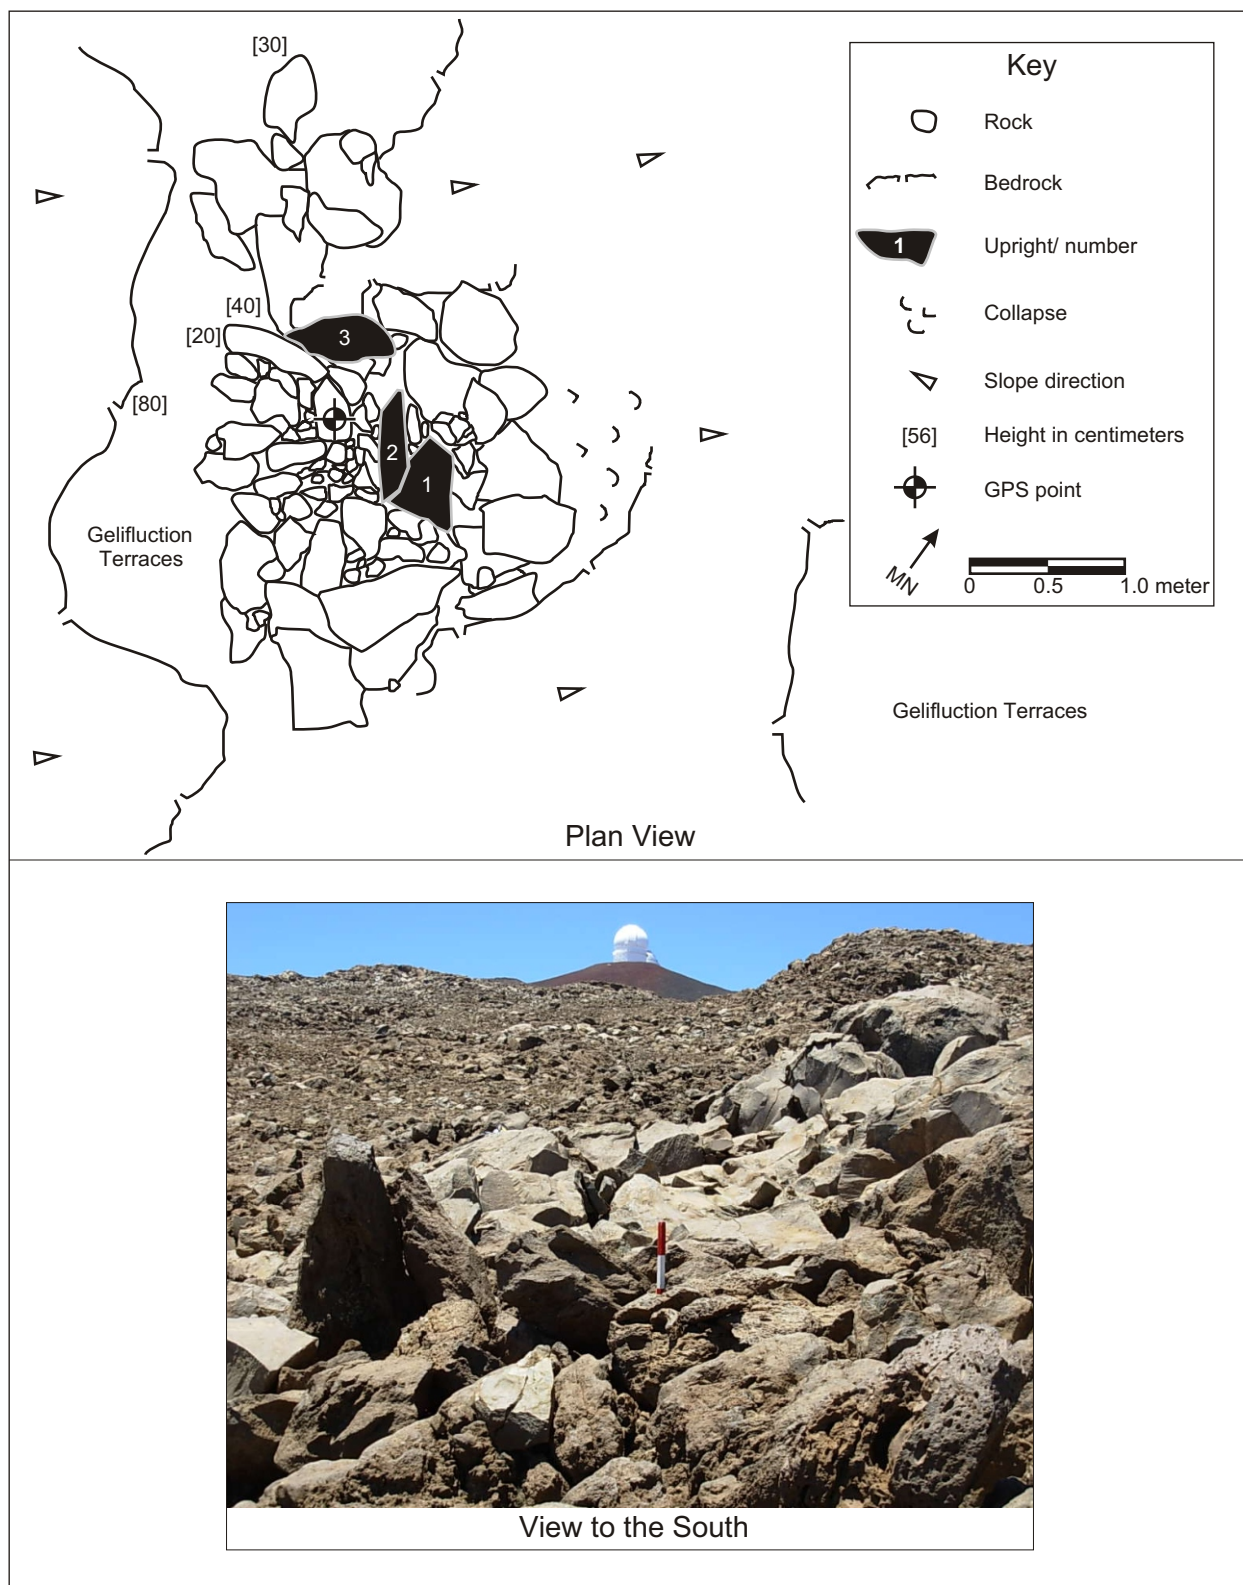 [30]
[40]
[20]
[80]
3
2
1
Gelifluction
Terraces
Gelifluction Terraces
Plan View
Key
Rock
Bedrock
1
Upright/ number
Collapse
Slope direction
[56]
Height in centimeters
GPS point
MN
0
0.5
1.0 meter
View to the South